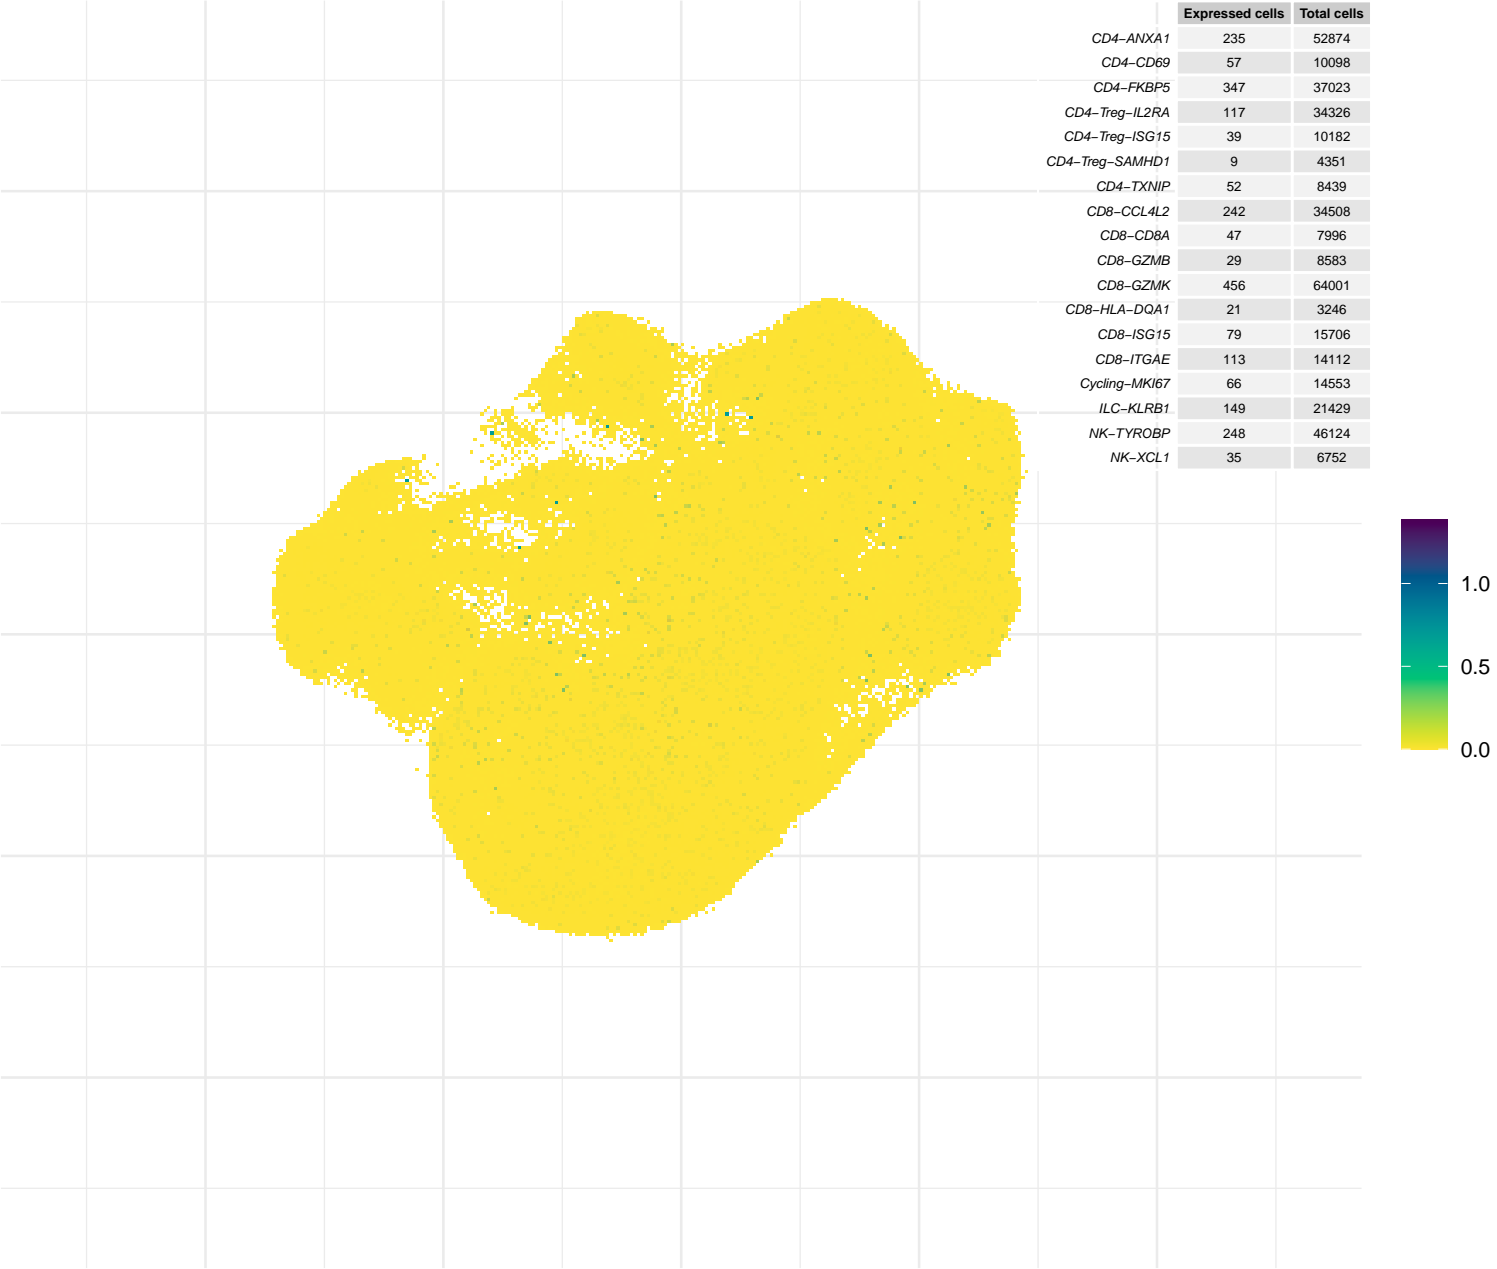 Expressed cells Total cells
CD4−ANXA1 235 52874
CD4−CD69 57 10098
CD4−FKBP5 347 37023
CD4−Treg−IL2RA 117 34326
CD4−Treg−ISG15 39 10182
CD4−Treg−SAMHD1 9 4351
CD4−TXNIP 52 8439
CD8−CCL4L2 242 34508
CD8−CD8A 47 7996
CD8−GZMB 29 8583
CD8−GZMK 456 64001
CD8−HLA−DQA1 21 3246
CD8−ISG15 79 15706
CD8−ITGAE 113 14112
Cycling−MKI67 66 14553
ILC−KLRB1 149 21429
NK−TYROBP 248 46124
NK−XCL1 35 6752
1.0
0.5
0.0